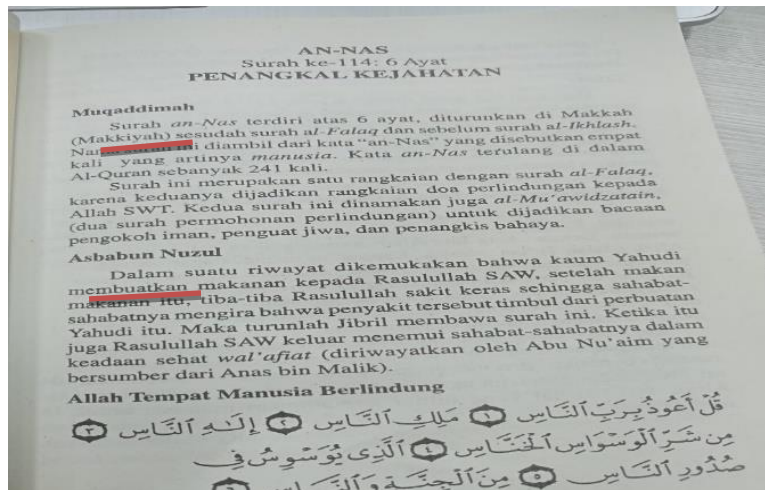 AN-NAS
Surah ke-114: 6 Ayat
PENANGKAL KEJAHATAN
Muqaddimah
Surah an-Nas terdiri atas 6 ayat, diturunkan di Makkah
(Makkiyah) sesudah surah al-Falaq dan sebelum surah al-Ikhlash.
diambil dari kata "an-Nas" yang disebutkan empat
kali yang artinya manusia. Kata an-Nas terulang di dalam
Al-Quran sebanyak 241 kali.
Surah ini merupakan satu rangkaian dengan surah al-Falaq,
karena keduanya dijadikan rangkaian doa perlindungan kepada
Allah SWT. Kedua surah ini dinamakan juga al-Mu'awidzatain,
(dua surah permohonan perlindungan) untuk dijadikan bacaan
pengokoh iman, penguat jiwa, dan penangkis bahaya.
Asbabun Nuzul
Dalam suatu riwayat dikemukakan bahwa kaum Yahudi
membuatkan makanan kepada Rasulullah SAW, setelah makan
makanan itu, tiba-tiba Rasulullah sakit keras sehingga sahabat-
sahabatnya mengira bahwa penyakit tersebut timbul dari perbuatan
Yahudi itu. Maka turunlah Jibril membawa surah ini. Ketika itu
juga Rasulullah SAW keluar menemui sahabat-sahabatnya dalam
keadaan sehat wal'afiat (diriwayatkan oleh Abu Nu'aim yang
bersumber dari Anas bin Malik).
Allah Tempat Manusia Berlindung
قُلْ أَعُوذُ بِرَبِّ ٱلنَّاسِ ١ مَلِكِ ٱلنَّاسِ ٢ إِلَـٰهِ ٱلنَّاسِ ٣
مِن شَرِّ ٱلْوَسْوَاسِ ٱلْخَنَّاسِ ٤ ٱلَّذِى يُوَسْوِسُ فِى
صُدُورِ ٱلنَّاسِ ٥ مِنَ ٱلْجِنَّةِ وَٱلنَّاسِ ٦